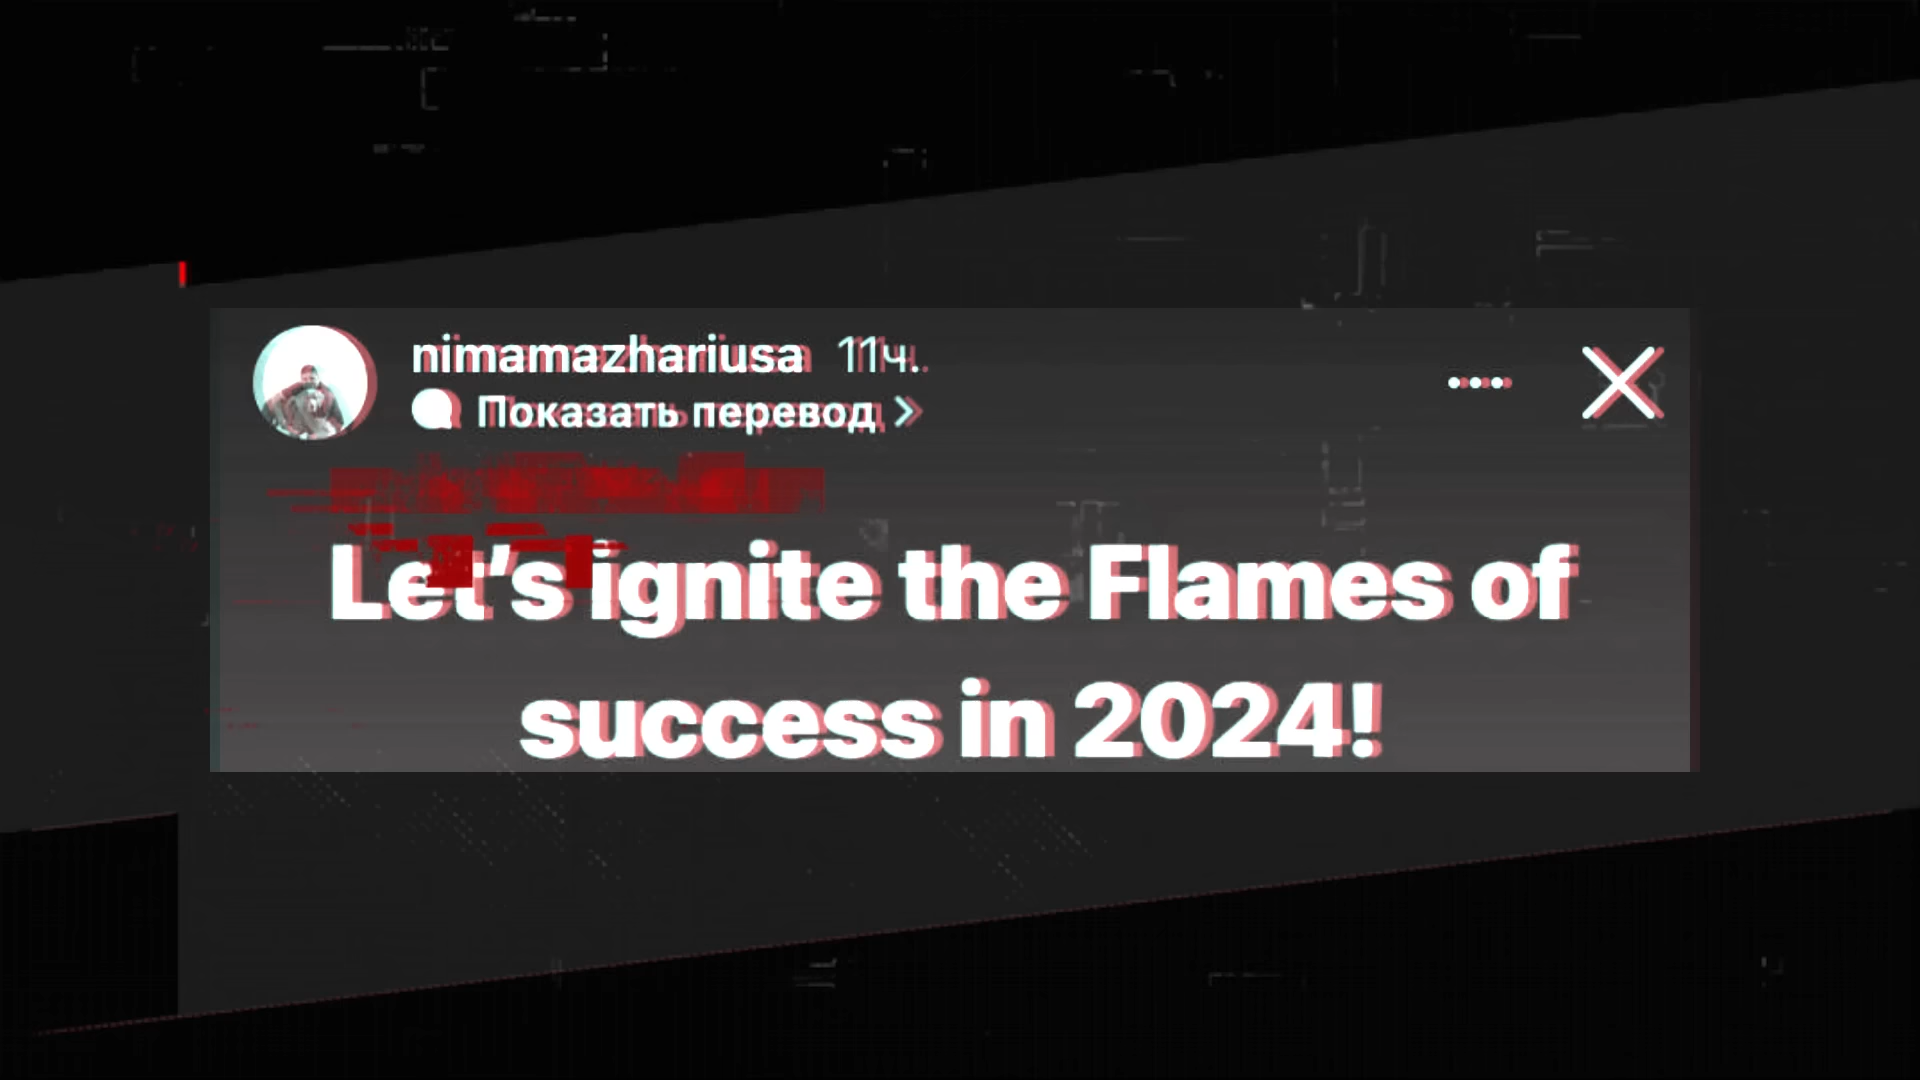 nimamazhariusa 11ч.
Показать перевод
Let’s ignite the Flames of
success in 2024!